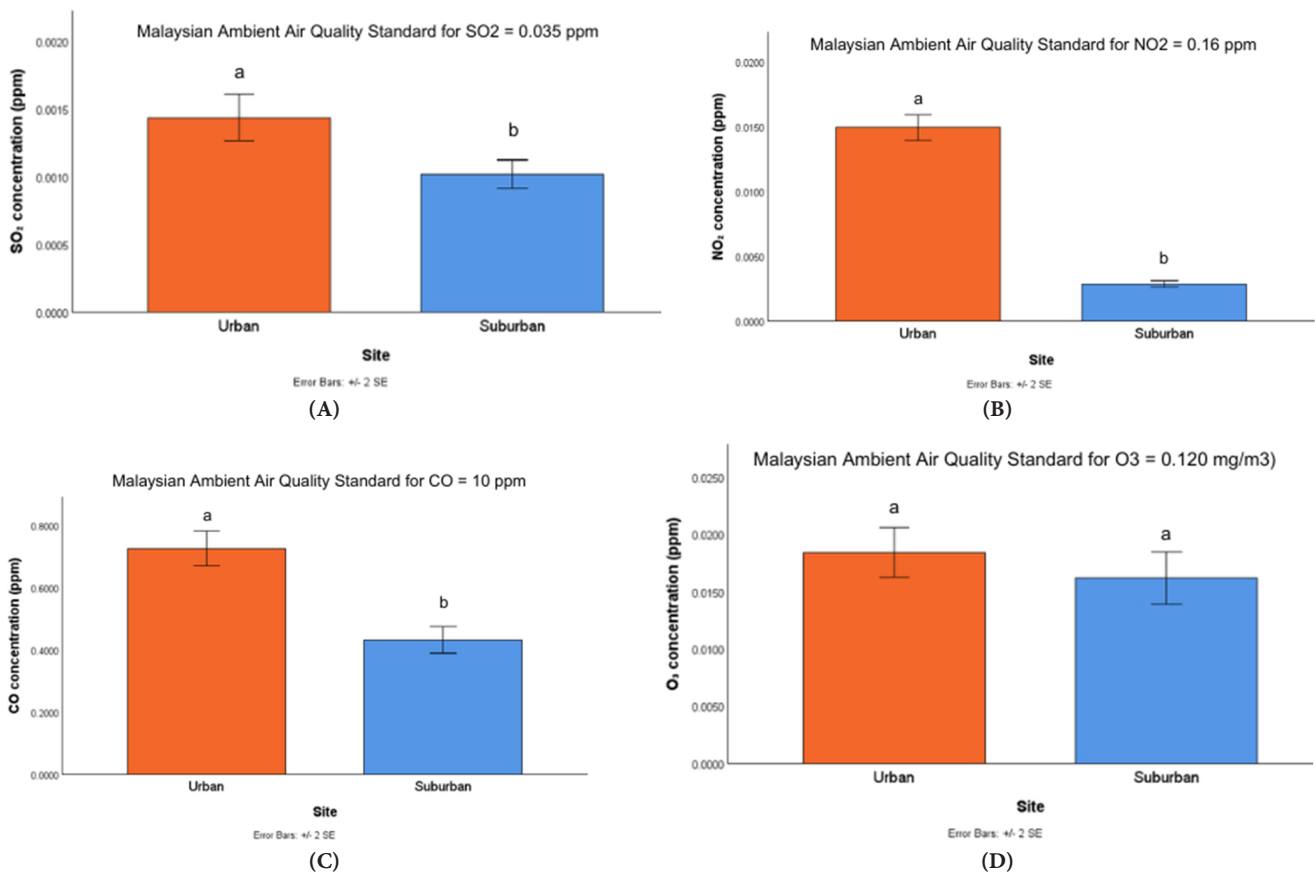 Malaysian Ambient Air Quality Standard for SO2 = 0.035 ppm
SO₂ concentration (ppm)
0.0020
0.0015
0.0010
0.0005
0.0000
a
b
Urban
Suburban
Site
Error Bars: +/- 2 SE
(A)
Malaysian Ambient Air Quality Standard for NO2 = 0.16 ppm
NO₂ concentration (ppm)
0.0200
0.0150
0.0100
0.0050
0.0000
a
b
Urban
Suburban
Site
Error Bars: +/- 2 SE
(B)
Malaysian Ambient Air Quality Standard for CO = 10 ppm
CO concentration (ppm)
0.8000
0.6000
0.4000
0.2000
0.0000
a
b
Urban
Suburban
Site
Error Bars: +/- 2 SE
(C)
Malaysian Ambient Air Quality Standard for O3 = 0.120 mg/m3)
O₃ concentration (ppm)
0.0250
0.0200
0.0150
0.0100
0.0050
0.0000
a
a
Urban
Suburban
Site
Error Bars: +/- 2 SE
(D)